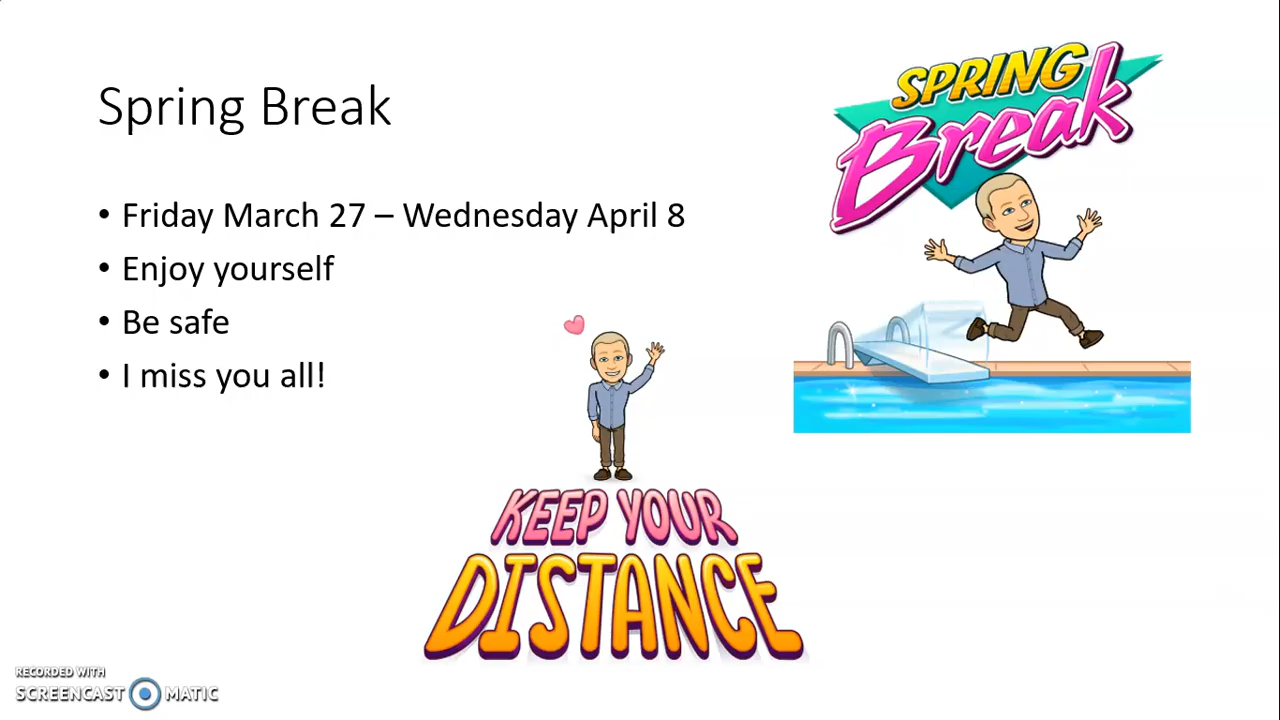 Spring Break
• Friday March 27 – Wednesday April 8
• Enjoy yourself
• Be safe
• I miss you all!
SPRING
Break
KEEP YOUR
DISTANCE
RECORDED WITH
SCREENCAST MATIC